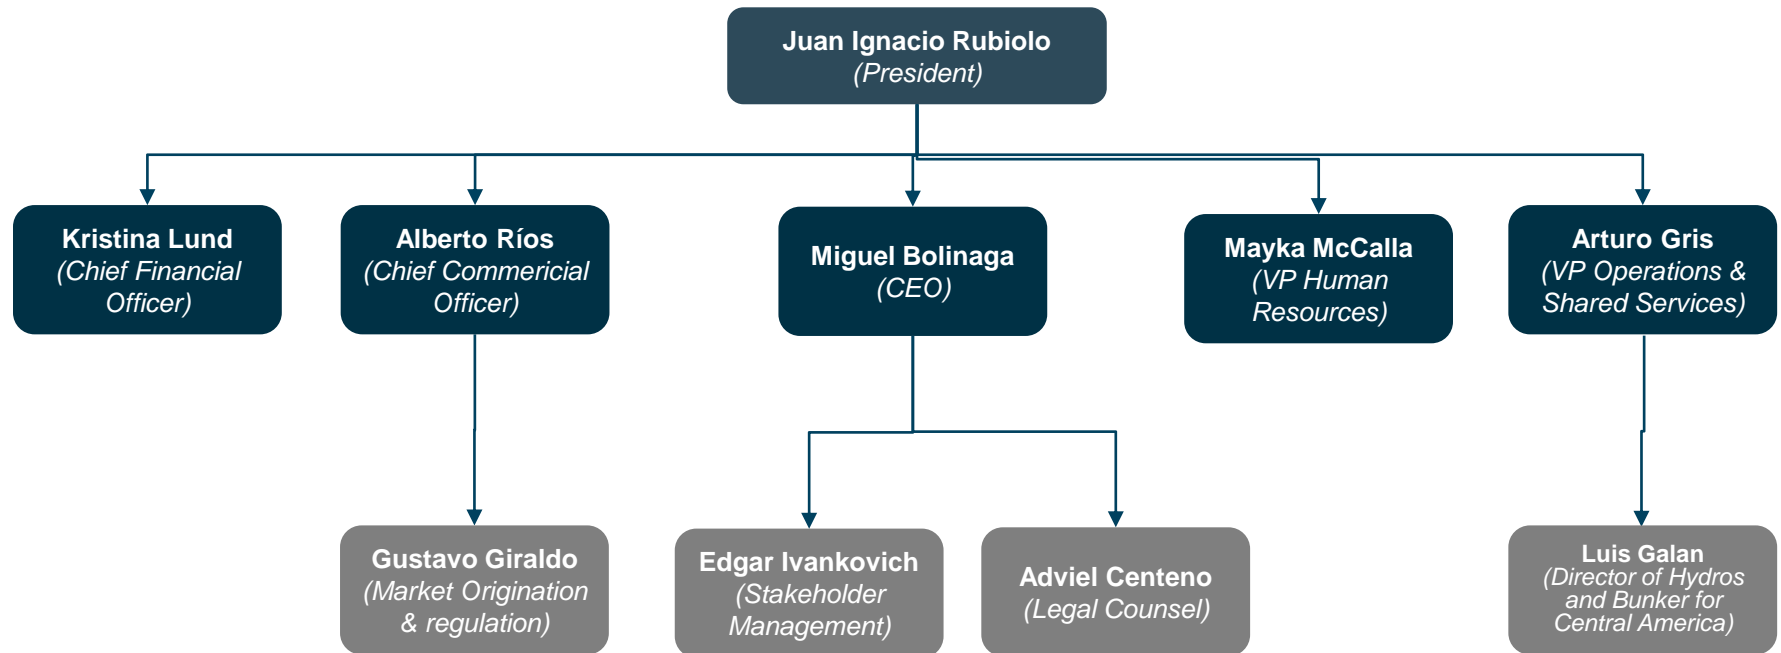 Juan Ignacio Rubiolo
(President)
Kristina Lund
(Chief Financial
Officer)
Alberto Ríos
(Chief Commericial
Officer)
Miguel Bolinaga
(CEO)
Mayka McCalla
(VP Human
Resources)
Arturo Gris
(VP Operations &
Shared Services)
Gustavo Giraldo
(Market Origination
& regulation)
Edgar Ivankovich
(Stakeholder
Management)
Adviel Centeno
(Legal Counsel)
Luis Galan
(Director of Hydros
and Bunker for
Central America)